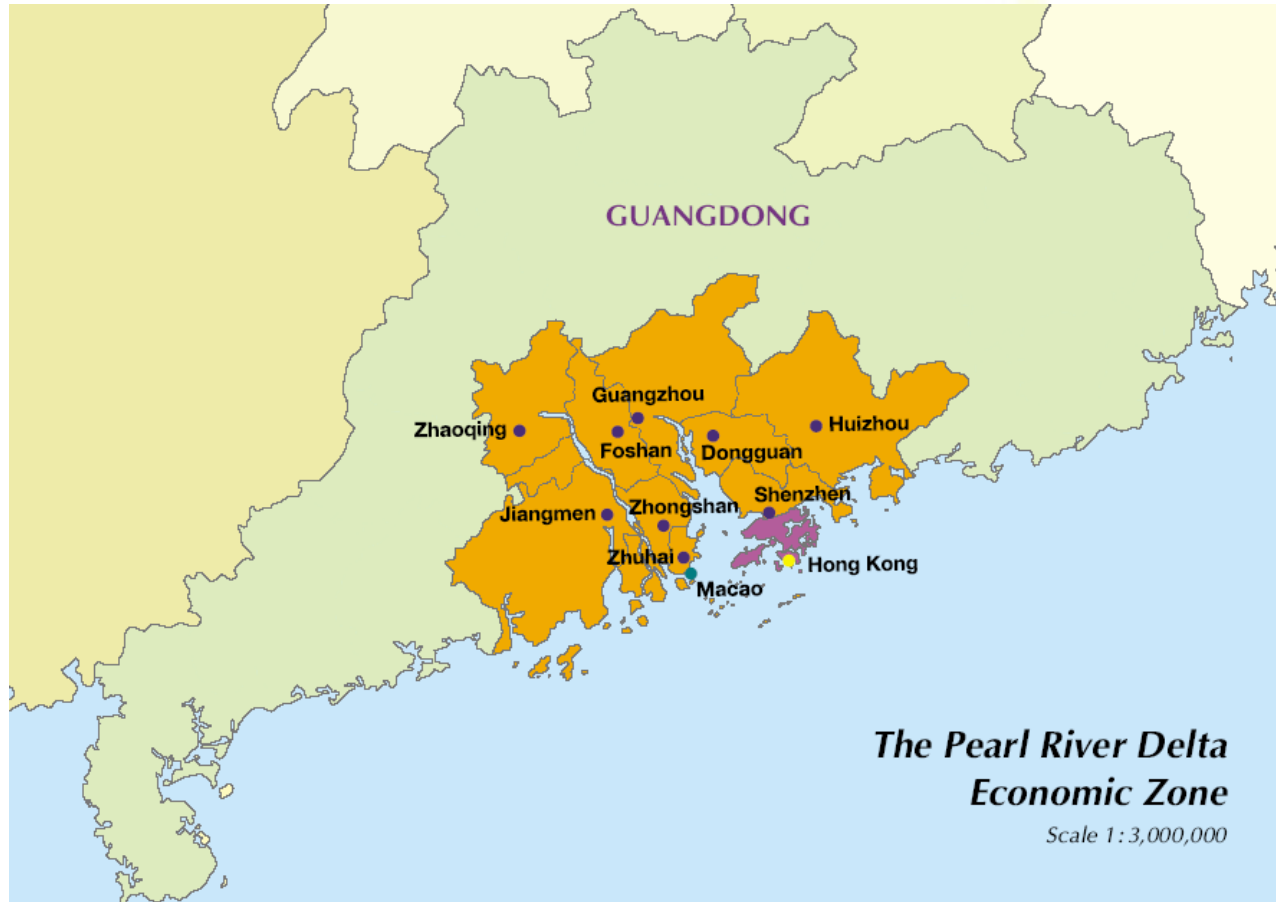 GUANGDONG
Guangzhou
Zhaoqing
Huizhou
Foshan
Dongguan
Shenzhen
Jiangmen
Zhongshan
Zhuhai
Hong Kong
Macao
The Pearl River Delta
Economic Zone
Scale 1 : 3,000,000